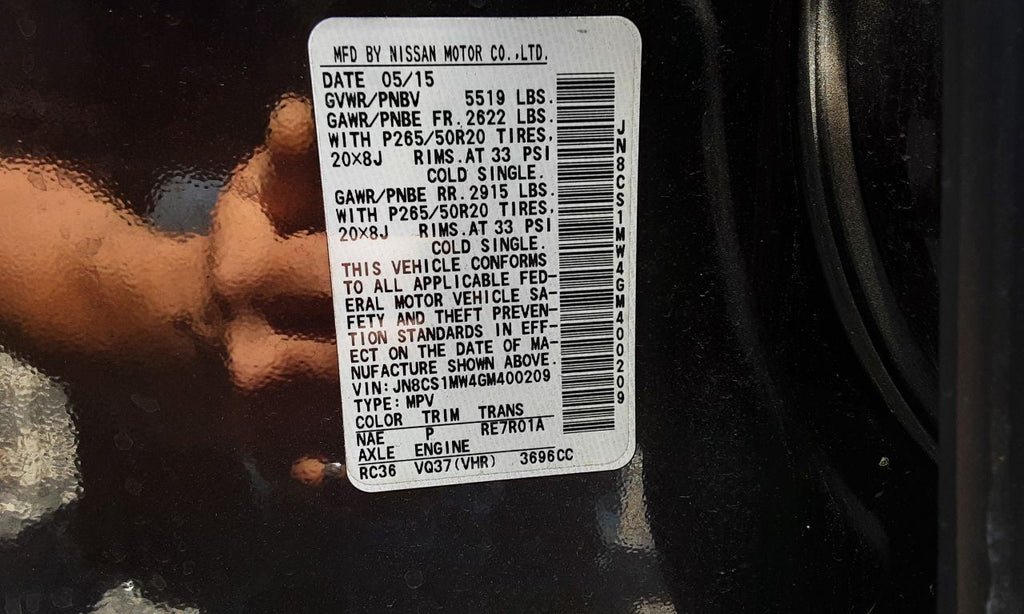 MFD BY NISSAN MOTOR CO.,LTD.
DATE 05/15
GVWR/PNBV 5519 LBS.
GAWR/PNBE FR. 2622 LBS.
WITH P265/50R20 TIRES,
20×8J RIMS.AT 33 PSI
COLD SINGLE.
GAWR/PNBE RR. 2915 LBS.
WITH P265/50R20 TIRES,
20×8J RIMS.AT 33 PSI
COLD SINGLE.
THIS VEHICLE CONFORMS
TO ALL APPLICABLE FED-
ERAL MOTOR VEHICLE SA-
FETY AND THEFT PREVEN-
TION STANDARDS IN EFF-
ECT ON THE DATE OF MA-
NUFACTURE SHOWN ABOVE.
VIN: JN8CS1MW4GM400209
TYPE: MPV
COLOR TRIM TRANS
NAE P RE7R01A
AXLE ENGINE
RC36 VQ37(VHR) 3696CC
JN8CS1MW4GM400209